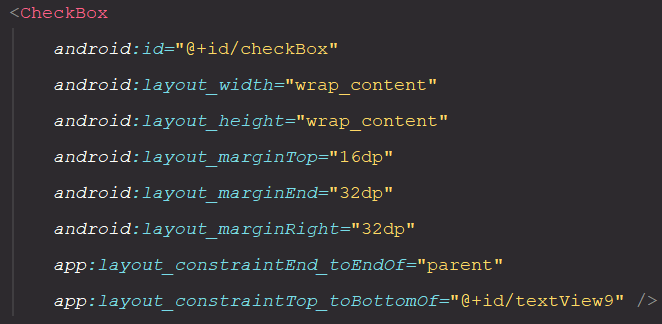 <CheckBox
android:id="@+id/checkBox"
android:layout_width="wrap_content"
android:layout_height="wrap_content"
android:layout_marginTop="16dp"
android:layout_marginEnd="32dp"
android:layout_marginRight="32dp"
app:layout_constraintEnd_toEndOf="parent"
app:layout_constraintTop_toBottomOf="@+id/textView9" />